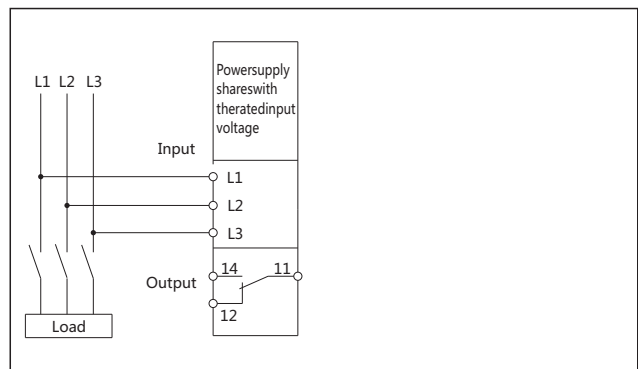 Powersupply
shareswith
theratedinput
voltage
L1 L2 L3
Input
L1
L2
L3
Output
14 11
12
Load